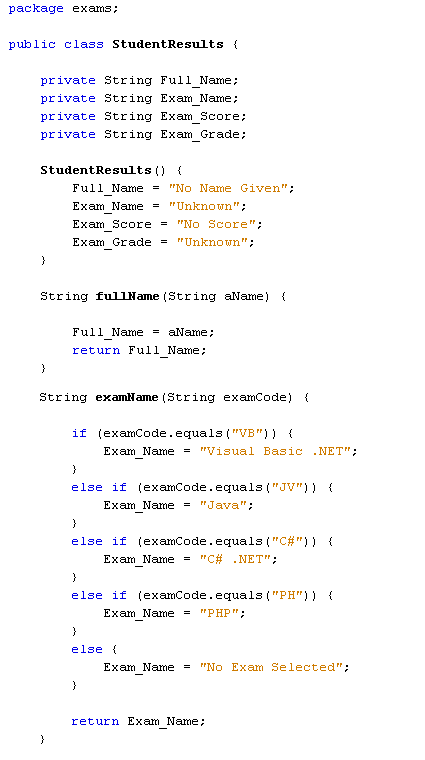 package exams;
public class StudentResults {
private String Full_Name;
private String Exam_Name;
private String Exam_Score;
private String Exam_Grade;
StudentResults() {
Full_Name = "No Name Given";
Exam_Name = "Unknown";
Exam_Score = "No Score";
Exam_Grade = "Unknown";
}
String fullName(String aName) {
Full_Name = aName;
return Full_Name;
}
String examName(String examCode) {
if (examCode.equals("VB")) {
Exam_Name = "Visual Basic .NET";
}
else if (examCode.equals("JV")) {
Exam_Name = "Java";
}
else if (examCode.equals("C#")) {
Exam_Name = "C# .NET";
}
else if (examCode.equals("PH")) {
Exam_Name = "PHP";
}
else {
Exam_Name = "No Exam Selected";
}
return Exam_Name;
}